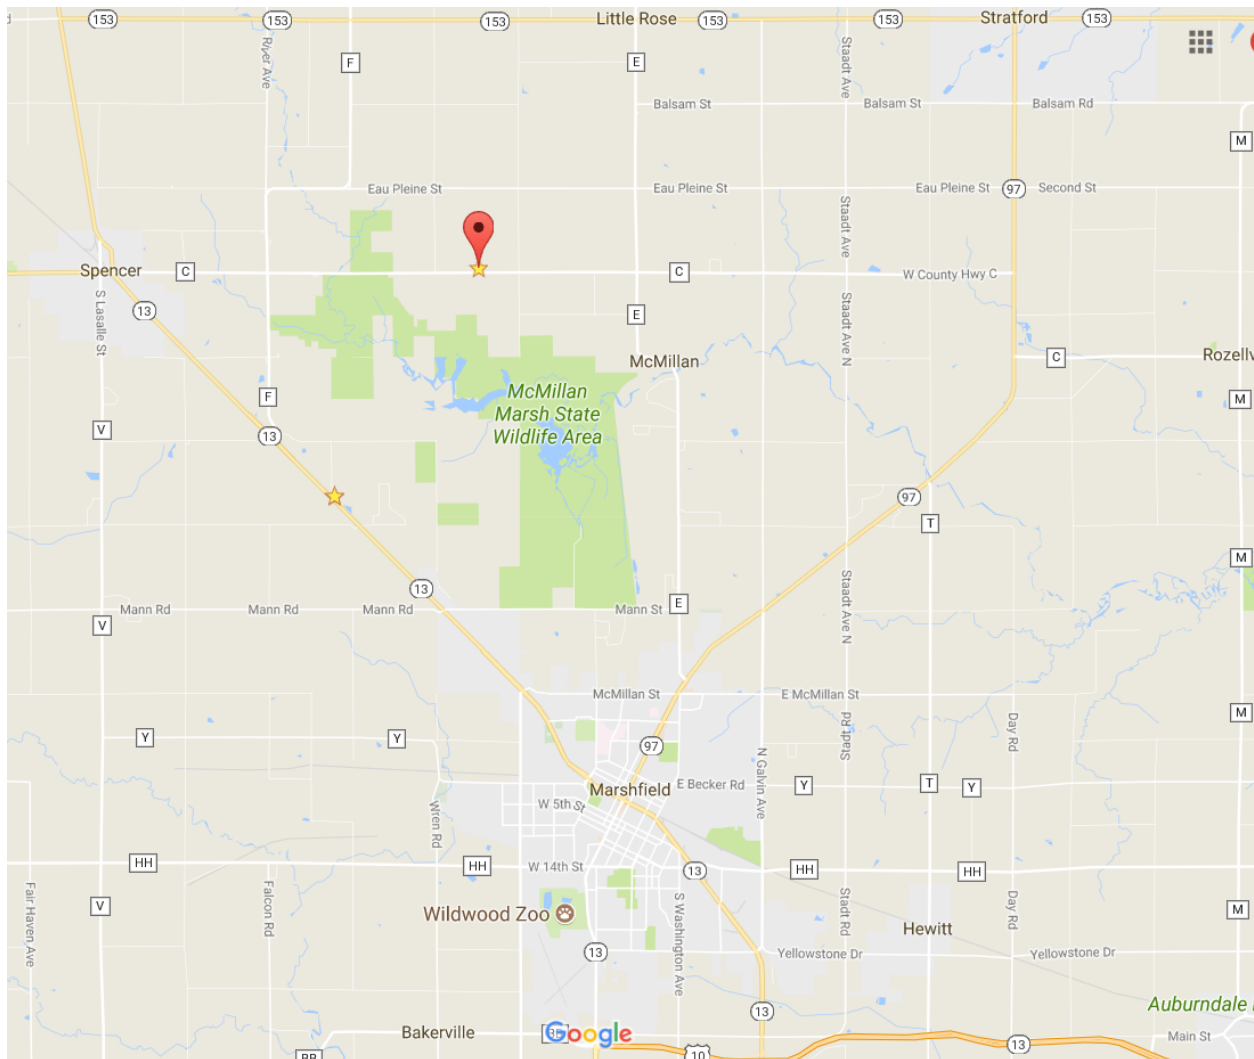 153
153
153
Little Rose
153
153
Stratford
153
River Ave
F
E
Staadt Ave
Balsam St
Balsam St
Balsam Rd
M
Eau Pleine St
Eau Pleine St
Eau Pleine St
97
Second St
Staadt Ave
Spencer
C
C
W County Hwy C
13
S Lasalle St
E
Staadt Ave N
McMillan
C
Rozellv
McMillan
Marsh State
Wildlife Area
F
M
V
13
97
T
M
13
Staadt Ave N
Mann Rd
Mann Rd
Mann Rd
Mann St
E
V
McMillan St
E McMillan St
M
Stadt Rd
Day Rd
Y
Y
97
N Galvin Ave
Marshfield
E Becker Rd
Y
T
Y
W 5th St
Wren Rd
HH
HH
W 14th St
13
HH
HH
Fair Haven Ave
V
Falcon Rd
Wildwood Zoo
S Washington Ave
Stadt Rd
Day Rd
M
Hewitt
13
Yellowstone Dr
Yellowstone Dr
Auburndale
13
Bakerville
Google
13
Main St
10
BB